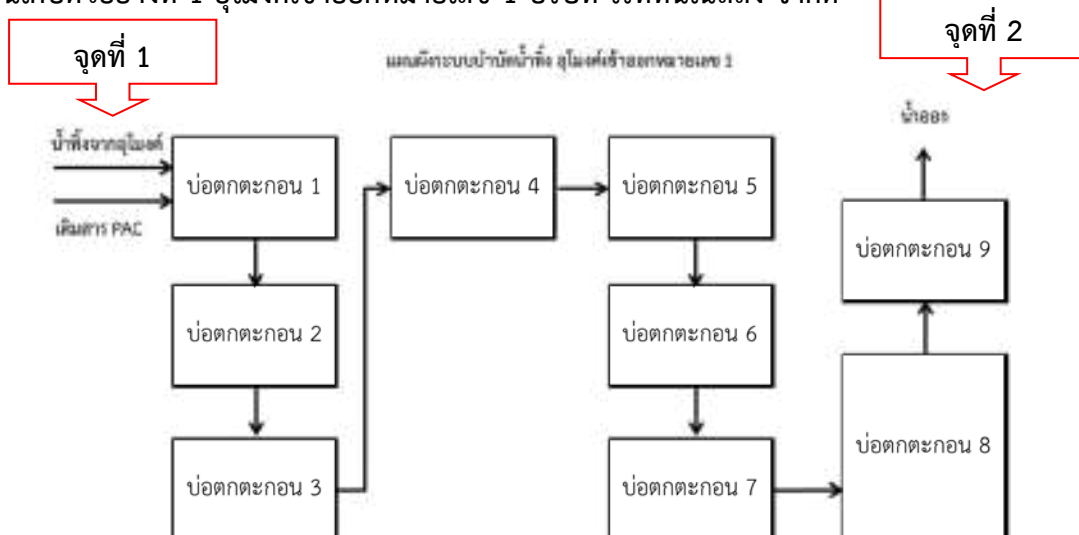 จุดที่ 1
จุดที่ 2
แผนผังระบบบำบัดน้ำทิ้ง อุโมงค์เข้าออกหมายเลข 1
น้ำทิ้งจากอุโมงค์
เติมสาร PAC
น้ำออก
บ่อตกตะกอน 1
บ่อตกตะกอน 4
บ่อตกตะกอน 5
บ่อตกตะกอน 9
บ่อตกตะกอน 2
บ่อตกตะกอน 6
บ่อตกตะกอน 8
บ่อตกตะกอน 3
บ่อตกตะกอน 7